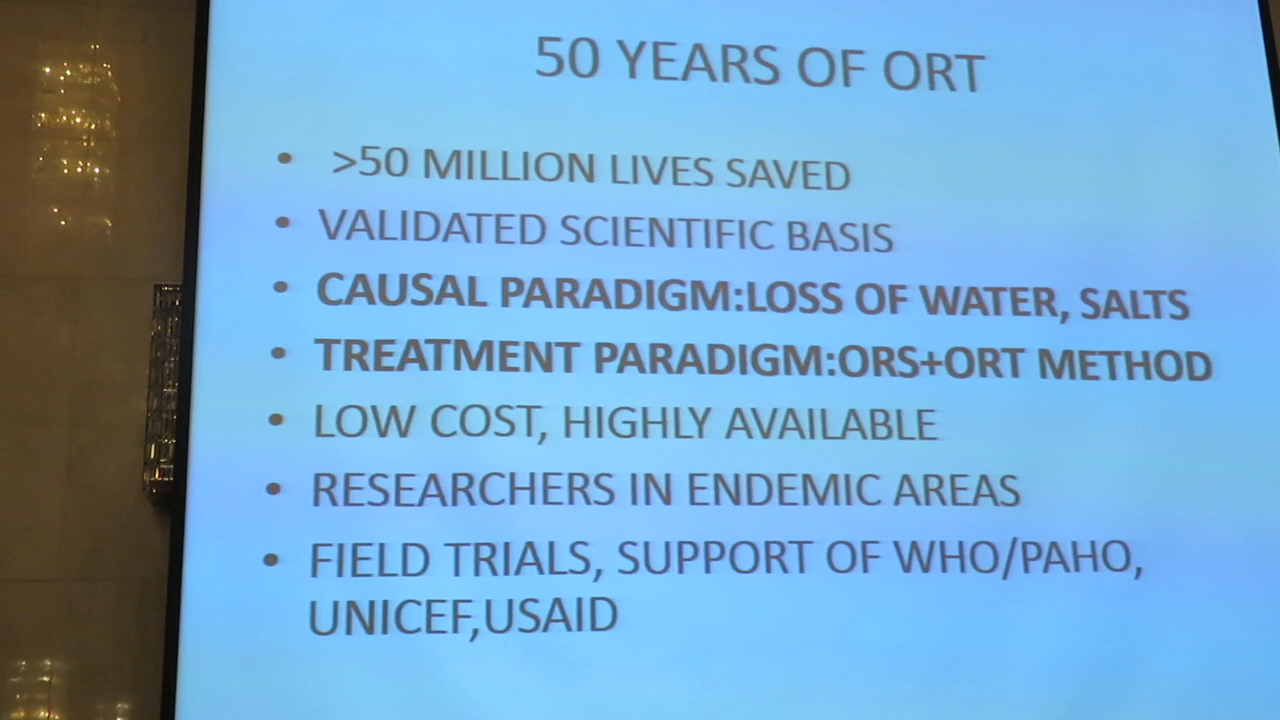 50 YEARS OF ORT
• >50 MILLION LIVES SAVED
• VALIDATED SCIENTIFIC BASIS
• CAUSAL PARADIGM:LOSS OF WATER, SALTS
• TREATMENT PARADIGM:ORS+ORT METHOD
• LOW COST, HIGHLY AVAILABLE
• RESEARCHERS IN ENDEMIC AREAS
• FIELD TRIALS, SUPPORT OF WHO/PAHO,
UNICEF,USAID